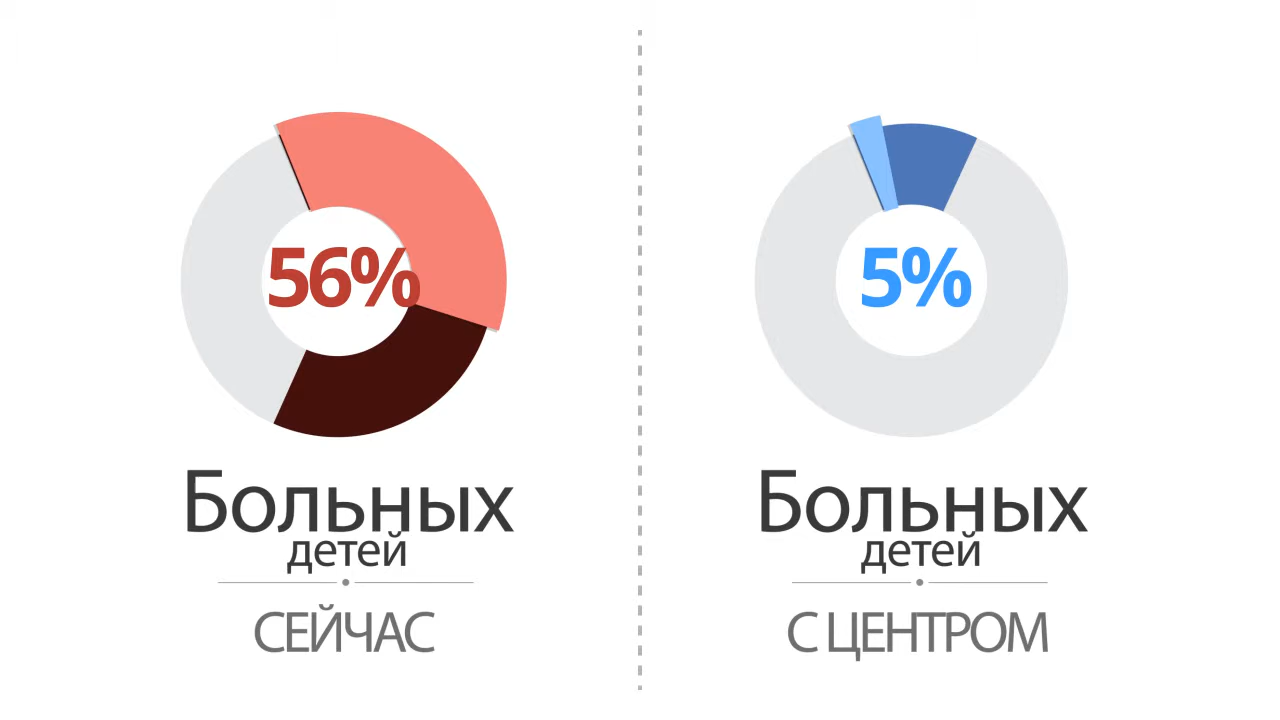 56%
Больных
детей
СЕЙЧАС
5%
Больных
детей
С ЦЕНТРОМ